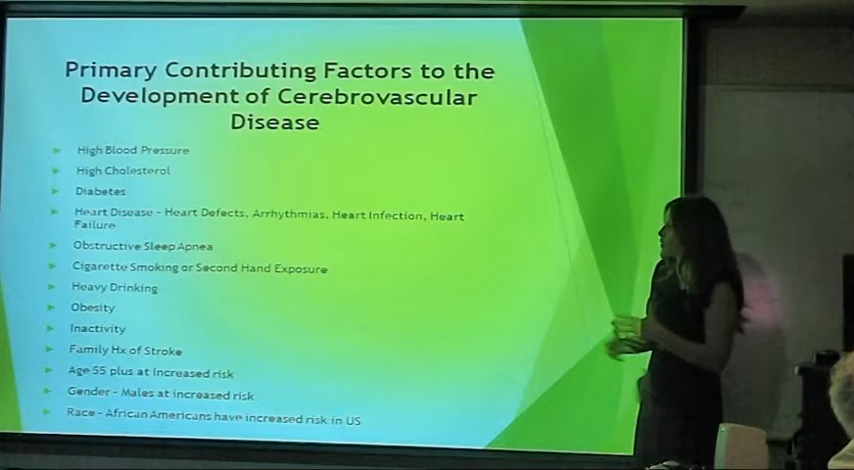 Primary Contributing Factors to the
Development of Cerebrovascular
Disease
High Blood Pressure
High Cholesterol
Diabetes
Heart Disease - Heart Defects, Arrhythmias, Heart Infection, Heart
Failure
Obstructive Sleep Apnea
Cigarette Smoking or Second Hand Exposure
Heavy Drinking
Obesity
Inactivity
Family Hx of Stroke
Age 55 plus at increased risk
Gender - Males at increased risk
Race - African Americans have increased risk in US